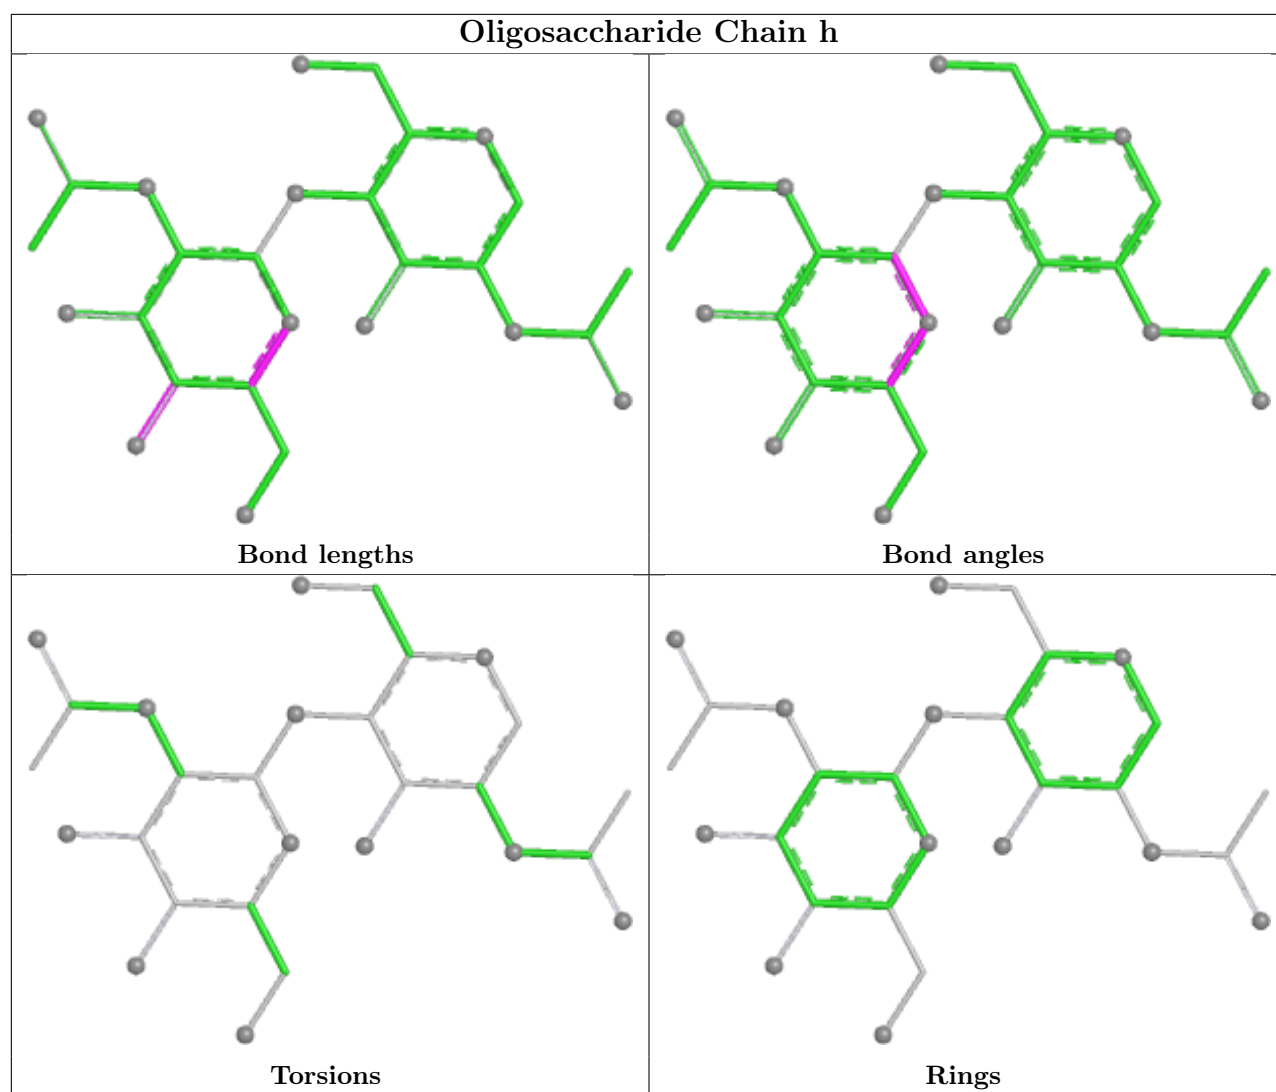 Oligosaccharide Chain h
Bond lengths
Bond angles
Torsions
Rings